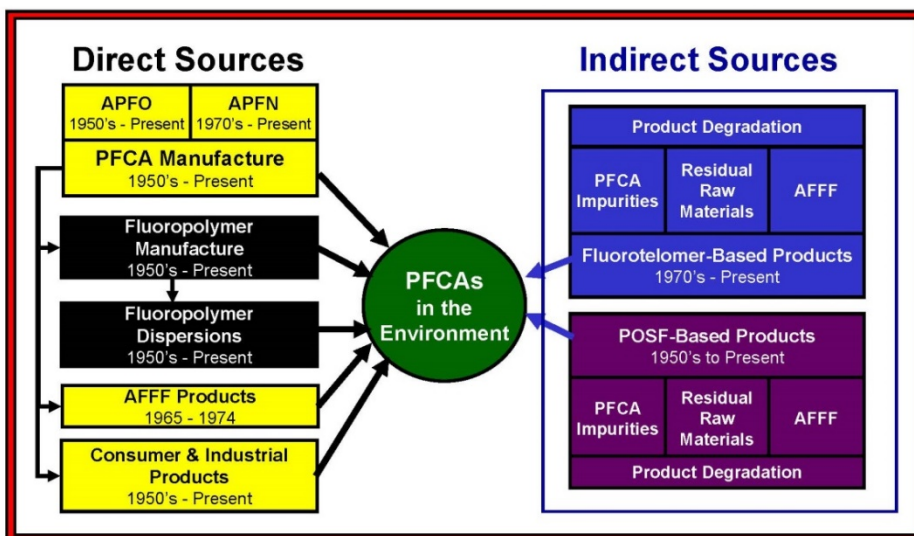 Direct Sources
APFO
1950's - Present
APFN
1970's - Present
PFCA Manufacture
1950's - Present
Fluoropolymer
Manufacture
1950's - Present
Fluoropolymer
Dispersions
1950's – Present
AFFF Products
1965 - 1974
Consumer & Industrial
Products
1950's - Present
PFCAs
in the
Environment
Indirect Sources
Product Degradation
PFCA
Impurities
Residual
Raw
Materials
AFFF
Fluorotelomer-Based Products
1970's - Present
POSF-Based Products
1950's to Present
PFCA
Impurities
Residual
Raw
Materials
AFFF
Product Degradation